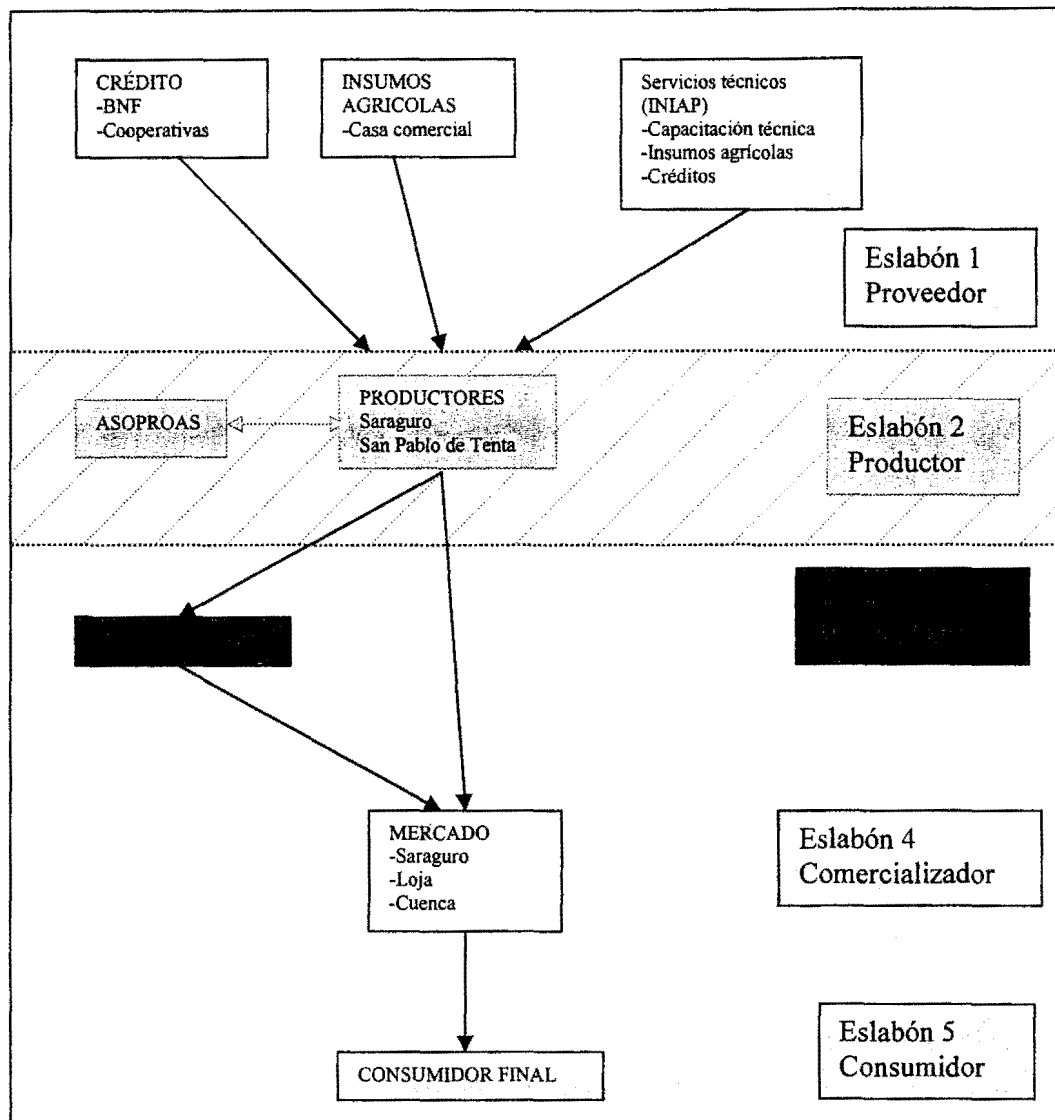 CRÉDITO
-BNF
-Cooperativas
INSUMOS
AGRICOLAS
-Casa comercial
Servicios técnicos
(INIAP)
-Capacitación técnica
-Insumos agrícolas
-Créditos
Eslabón 1
Proveedor
ASOPROAS
PRODUCTORES
Saraguro
San Pablo de Tenta
Eslabón 2
Productor
MERCADO
-Saraguro
-Loja
-Cuenca
Eslabón 4
Comercializador
CONSUMIDOR FINAL
Eslabón 5
Consumidor